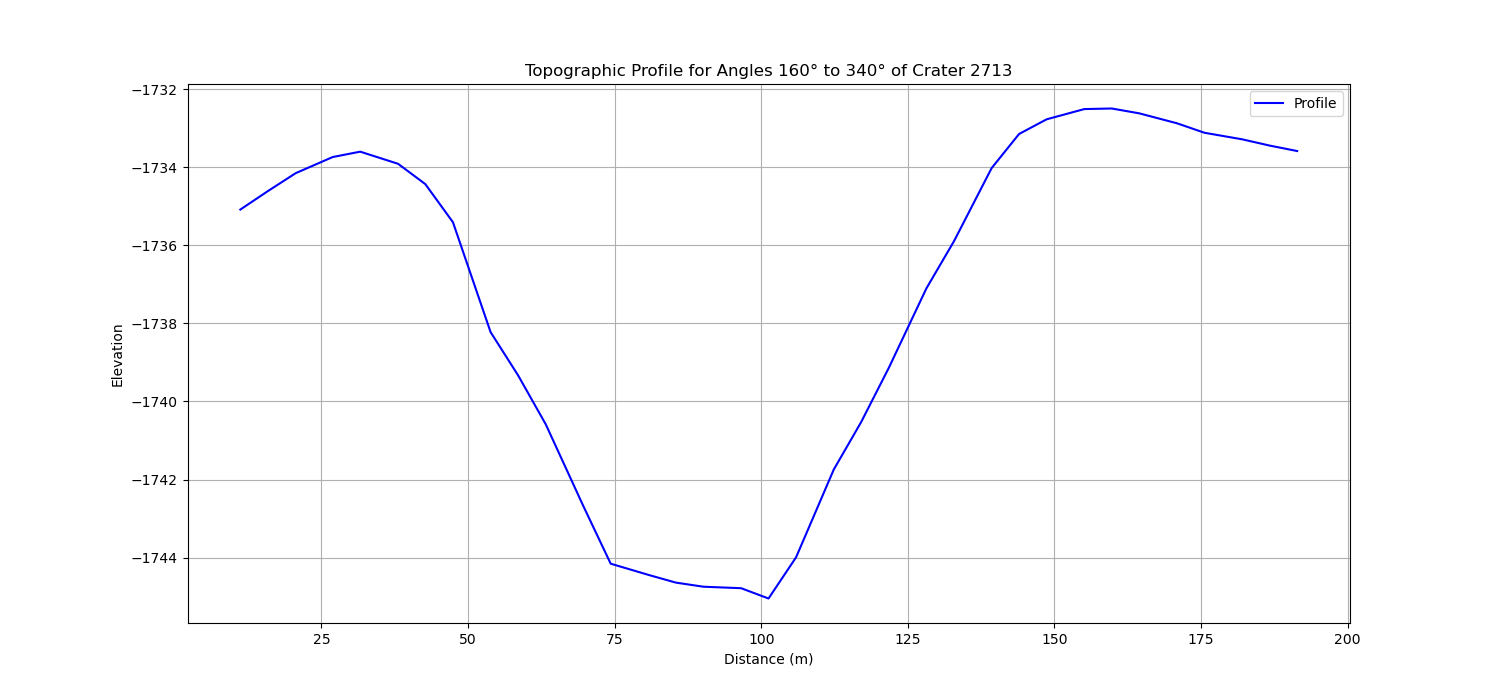 Topographic Profile for Angles 160° to 340° of Crater 2713
Profile
−1732
−1734
−1736
−1738
−1740
−1742
−1744
Elevation
25 50 75 100 125 150 175 200
Distance (m)